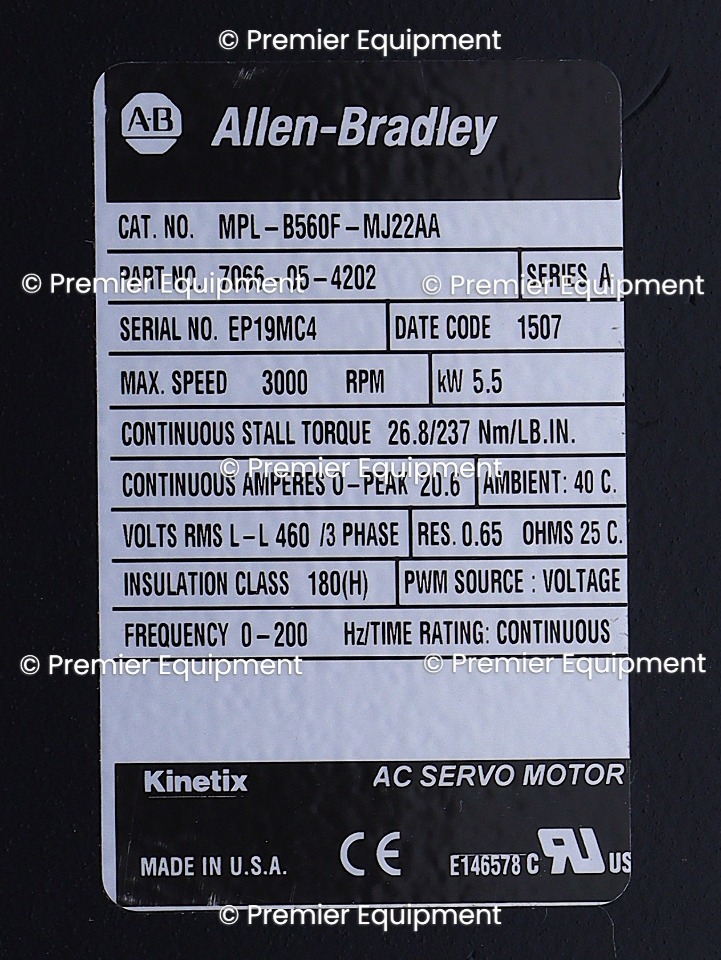 © Premier Equipment
A-B Allen-Bradley
CAT. NO. MPL-B560F-MJ22AA
PART NO. 7066-05-4202 SERIES A
© Premier Equipment © Premier Equipment
SERIAL NO. EP19MC4 DATE CODE 1507
MAX. SPEED 3000 RPM kW 5.5
CONTINUOUS STALL TORQUE 26.8/237 Nm/LB.IN.
© Premier Equipment
CONTINUOUS AMPERES 0-PEAK 20.6 AMBIENT: 40 C.
VOLTS RMS L-L 460 /3 PHASE RES. 0.65 OHMS 25 C.
INSULATION CLASS 180(H) PWM SOURCE : VOLTAGE
FREQUENCY 0-200 Hz/TIME RATING: CONTINUOUS
© Premier Equipment © Premier Equipment
Kinetix AC SERVO MOTOR
MADE IN U.S.A. CE E146578 C RU US
© Premier Equipment